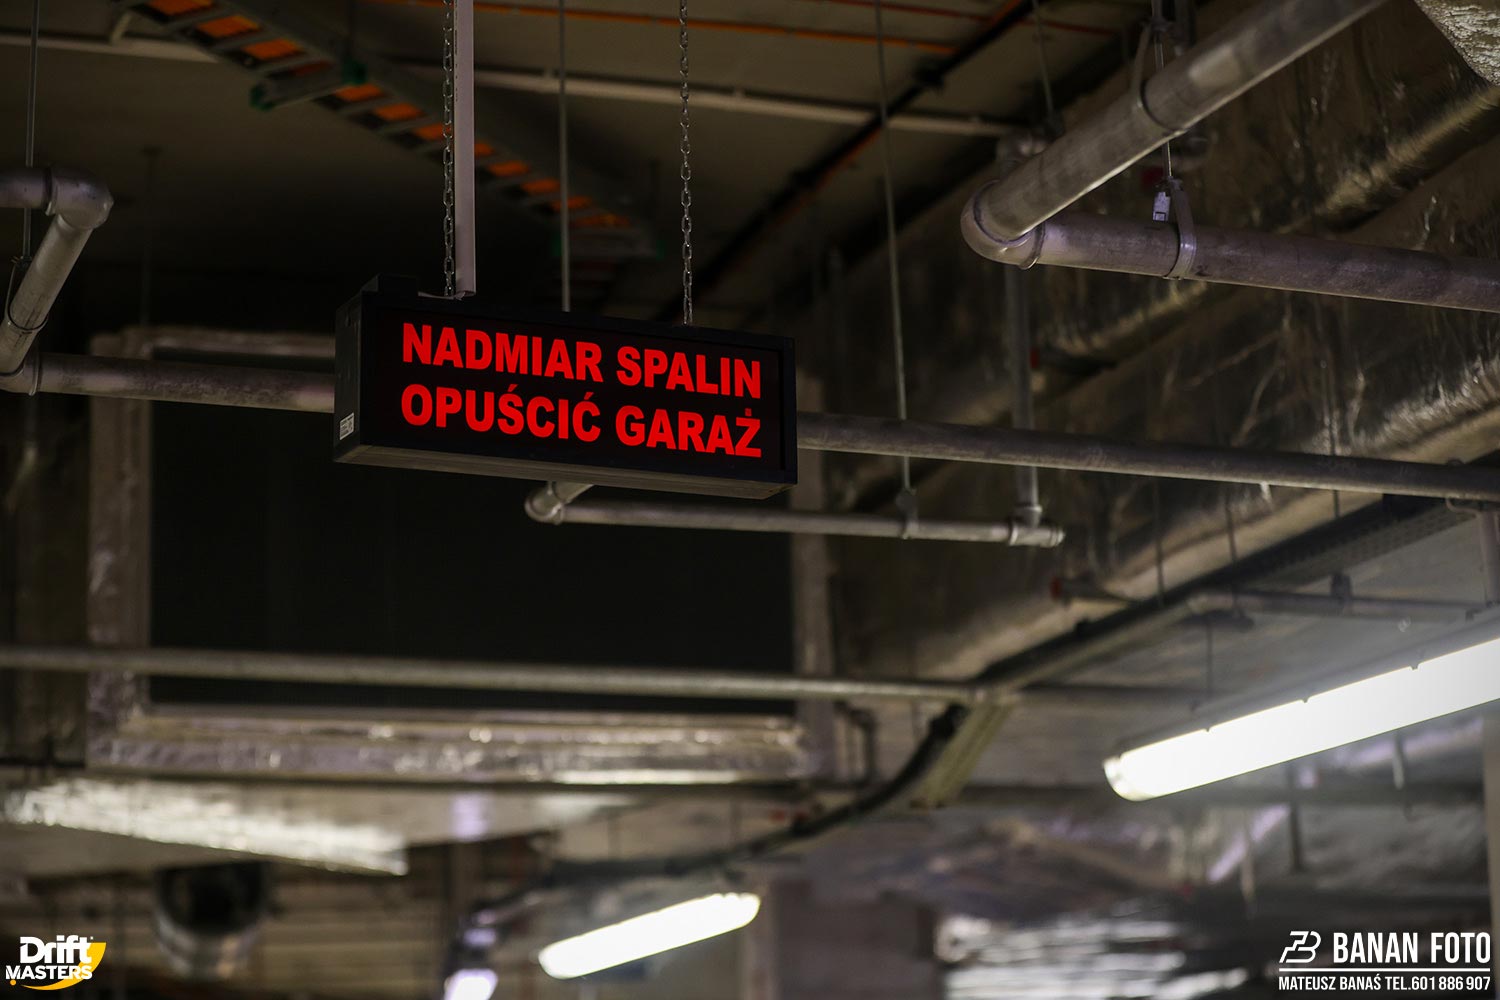 NADMIAR SPALIN
OPUŚCIĆ GARAŻ
Drift
MASTERS
BANAN FOTO
MATEUSZ BANAŚ TEL.601 886 907